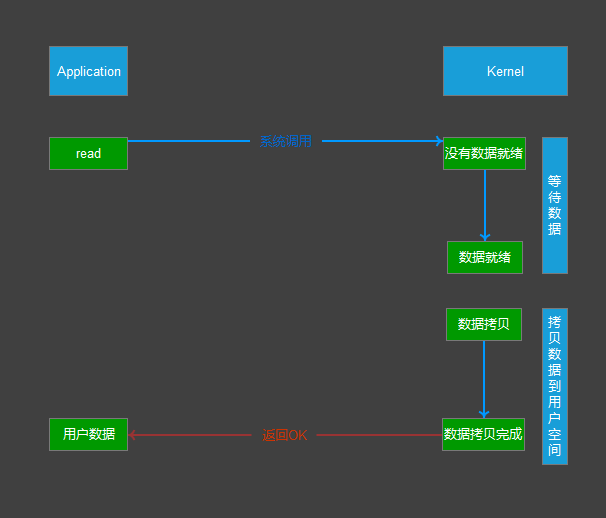 Application
Kernel
read
系统调用
没有数据就绪
等待数据
数据就绪
数据拷贝
拷贝数据到用户空间
用户数据
返回OK
数据拷贝完成